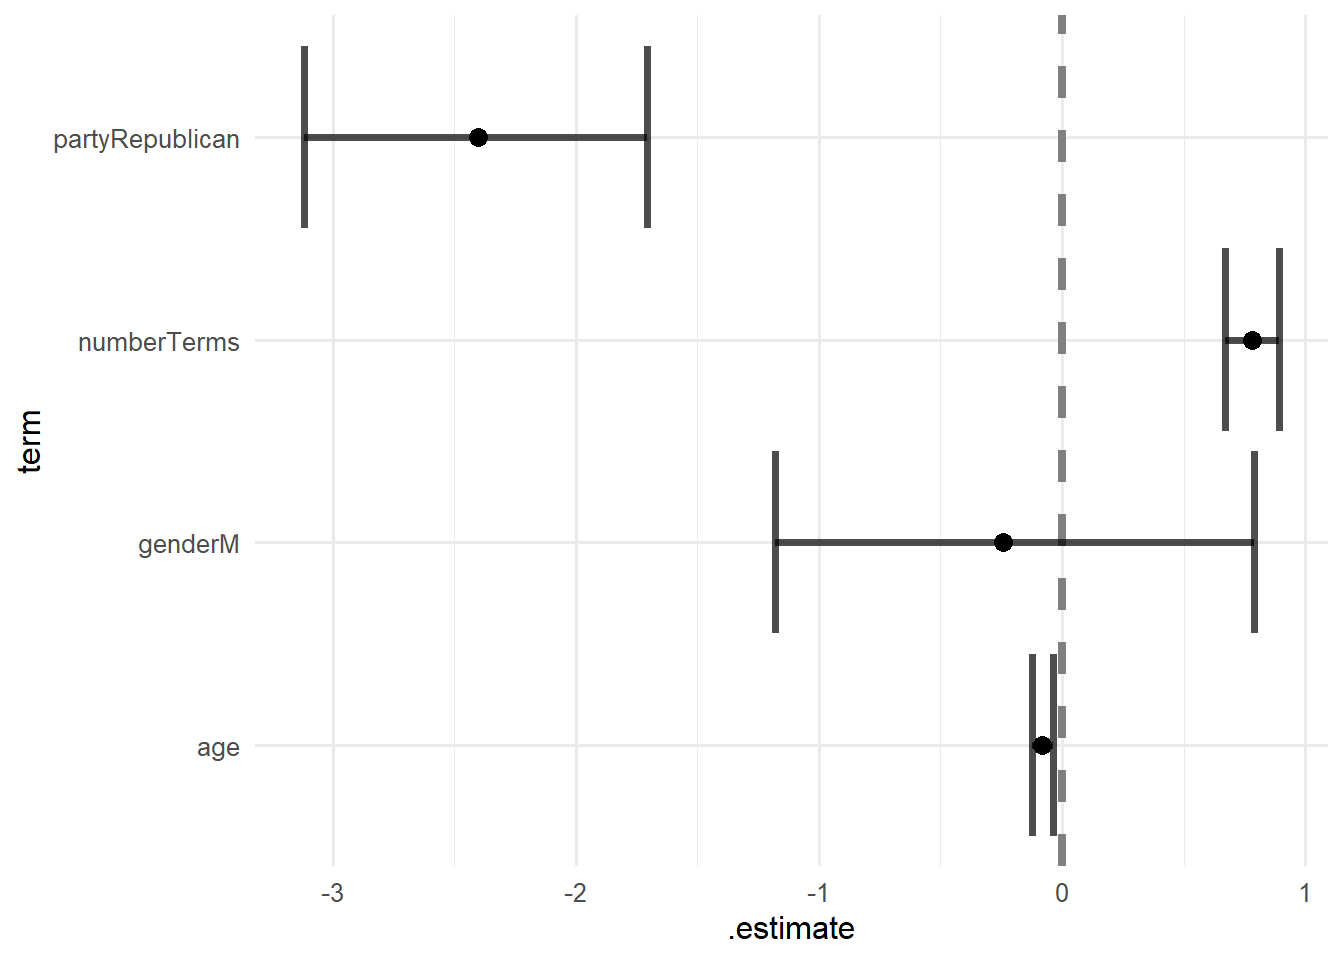 partyRepublican
numberTerms
genderM
age
term
-3 -2 -1 0 1
.estimate